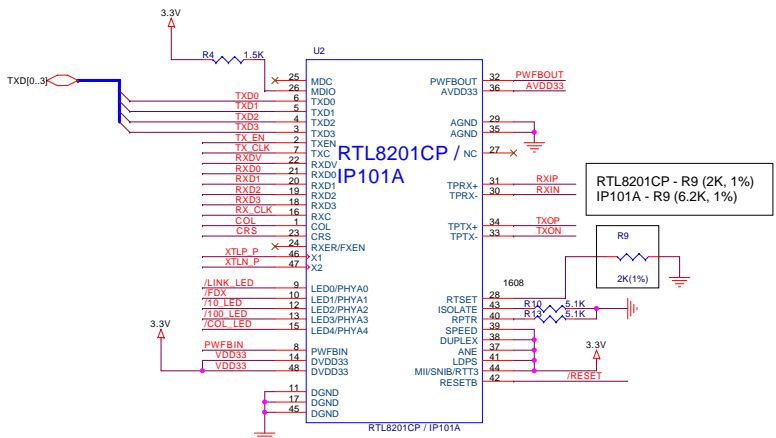 3.3V
R4 1.5K
U2
TXD[0..3]
25 MDC
26 MDIO
TXD0 6 TXD0
TXD1 5 TXD1
TXD2 4 TXD2
TXD3 3 TXD3
TX_EN 2 TXEN
TX_CLK 7 TXC
RXDV 22 RXDV
RXD0 21 RXD0
RXD1 20 RXD1
RXD2 19 RXD2
RXD3 18 RXD3
RX_CLK 16 RXC
COL 1 COL
CRS 23 CRS
24 RXER/FXEN
XTLP_P 46 X1
XTLN_P 47 X2
/LINK_LED 9 LED0/PHYA0
/FDX 10 LED1/PHYA1
/10_LED 12 LED2/PHYA2
/100_LED 13 LED3/PHYA3
/COL_LED 15 LED4/PHYA4
3.3V
PWFBIN 8 PWFBIN
VDD33 14 DVDD33
VDD33 48 DVDD33
11 DGND
17 DGND
45 DGND
RTL8201CP /
IP101A
PWFBOUT 32 PWFBOUT
AVDD33 36 AVDD33
AGND 29
AGND 35
NC 27
TPRX+ 31 RXIP
TPRX- 30 RXIN
TPTX+ 34 TXOP
TPTX- 33 TXON
RTL8201CP - R9 (2K, 1%)
IP101A - R9 (6.2K, 1%)
R9
2K(1%)
1608
RTSET 28
ISOLATE 43 R10 5.1K
RPTR 40 R13 5.1K
SPEED 39
DUPLEX 38
ANE 37
LDPS 41
MII/SNIB/RTT3 44
RESETB 42 /RESET
3.3V
RTL8201CP / IP101A